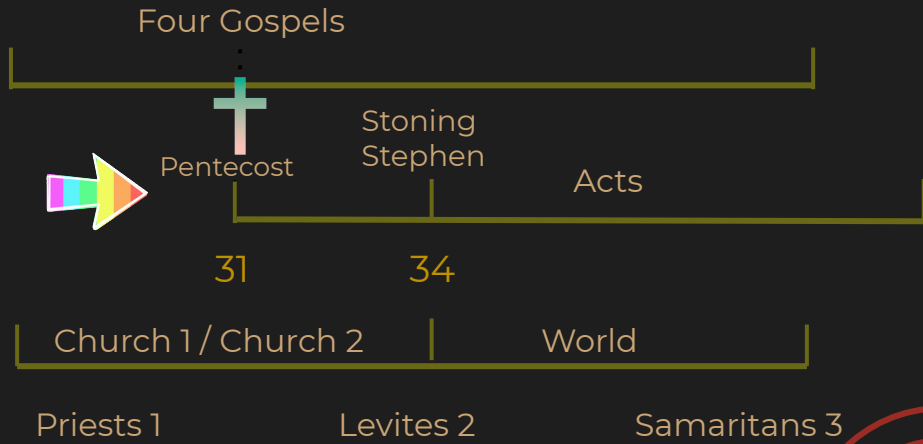 Four Gospels
Stoning
Stephen
Pentecost
Acts
31
34
Church 1 / Church 2
World
Priests 1
Levites 2
Samaritans 3